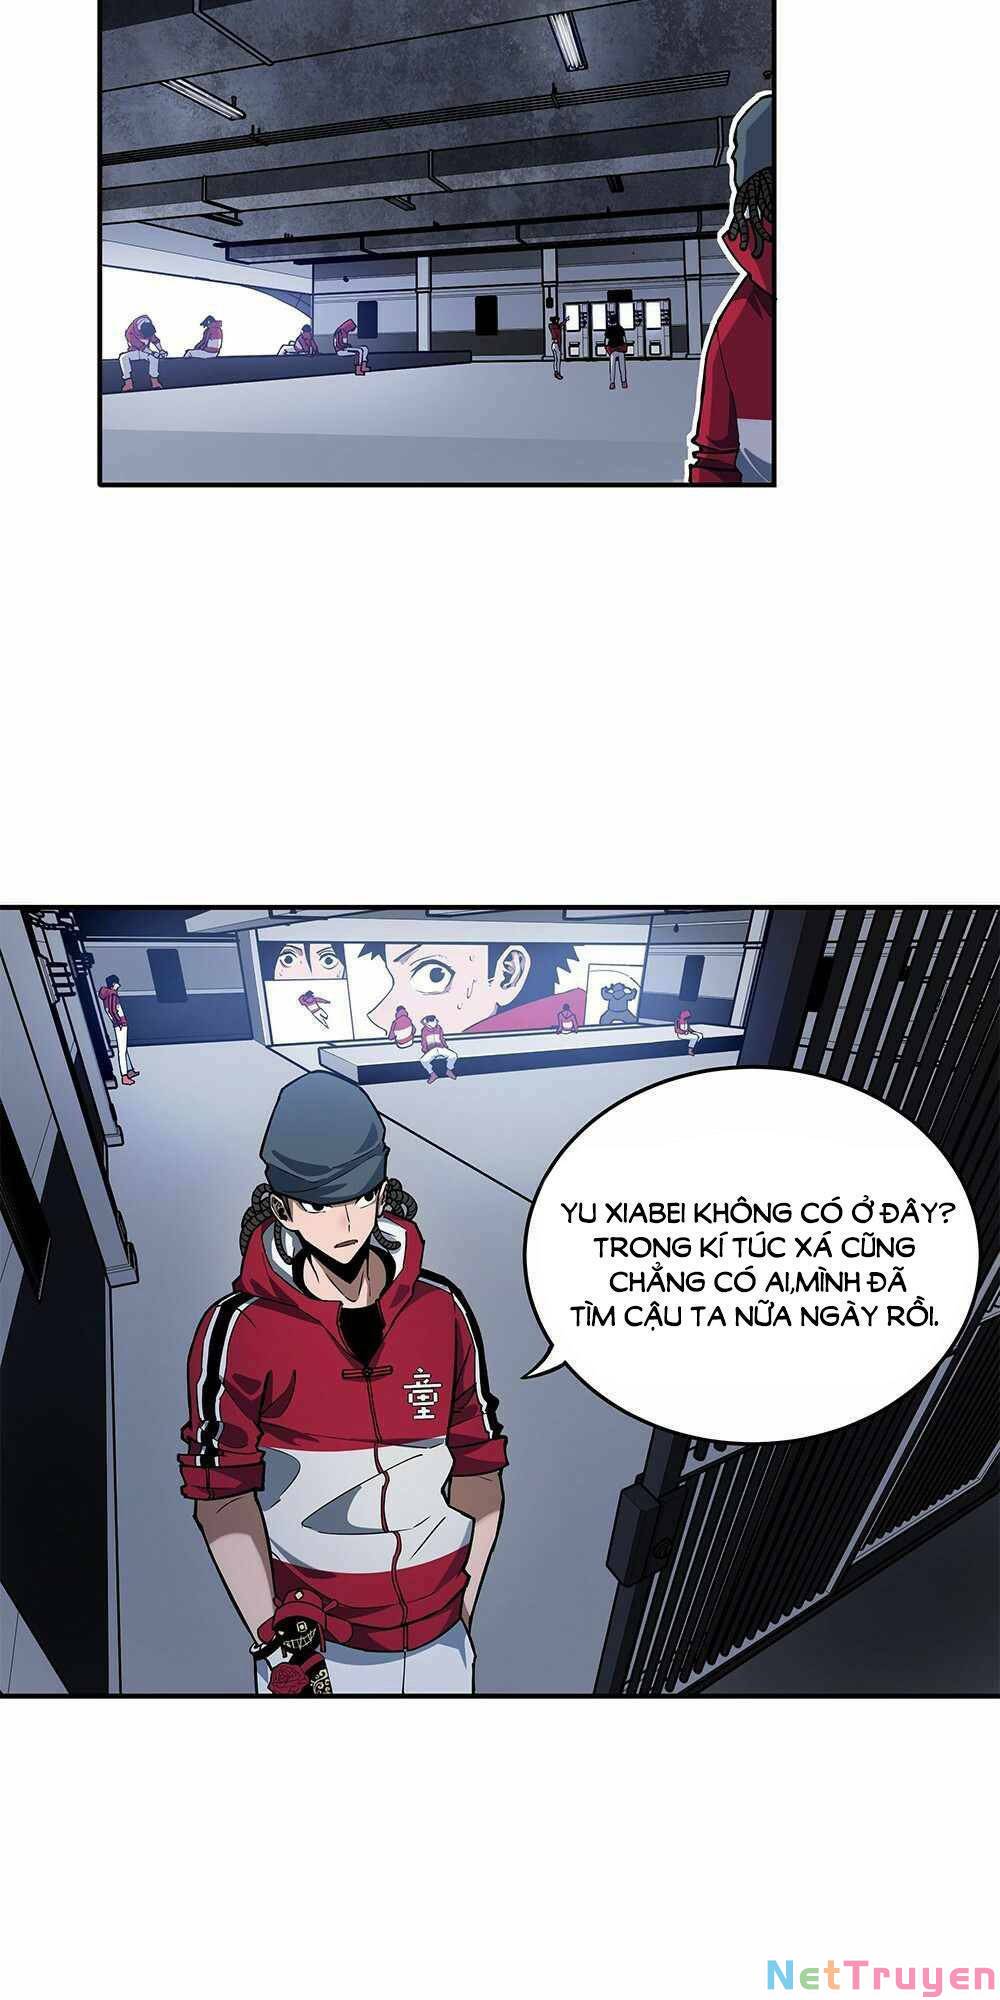 YU XIABEI KHÔNG CÓ Ở ĐÂY?
TRONG KÍ TÚC XÁ CŨNG
CHẲNG CÓ AI,MÌNH ĐÃ
TÌM CẬU TA NỮA NGÀY RỒI.
童
NetTruyen